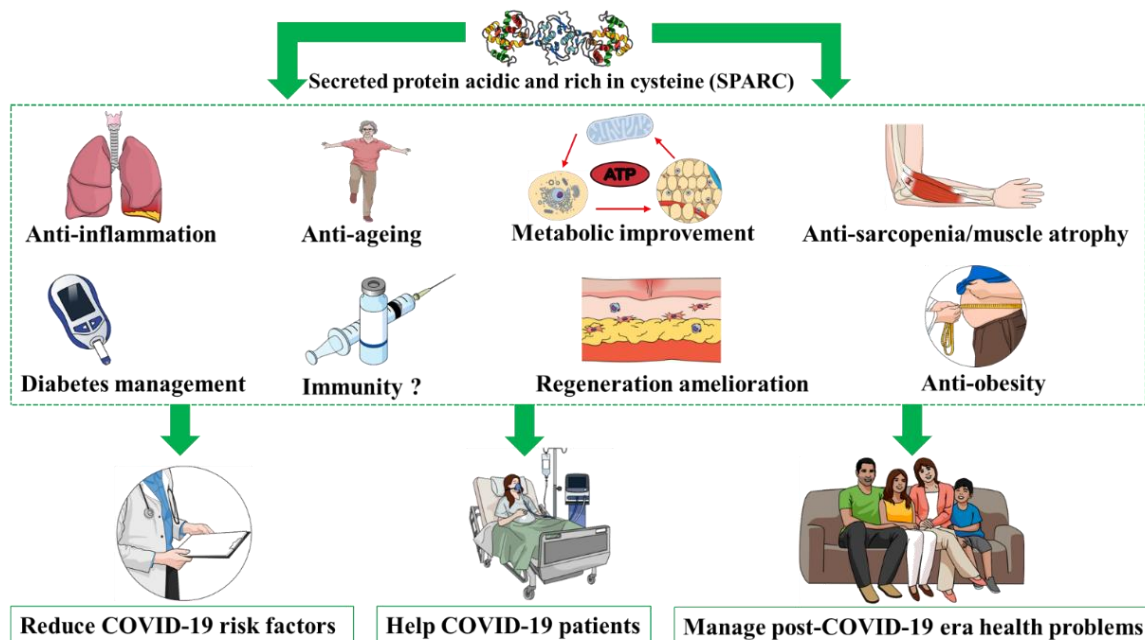 Secreted protein acidic and rich in cysteine (SPARC)
Anti-inflammation
Anti-ageing
ATP
Metabolic improvement
Anti-sarcopenia/muscle atrophy
Diabetes management
Immunity ?
Regeneration amelioration
Anti-obesity
Reduce COVID-19 risk factors
Help COVID-19 patients
Manage post-COVID-19 era health problems